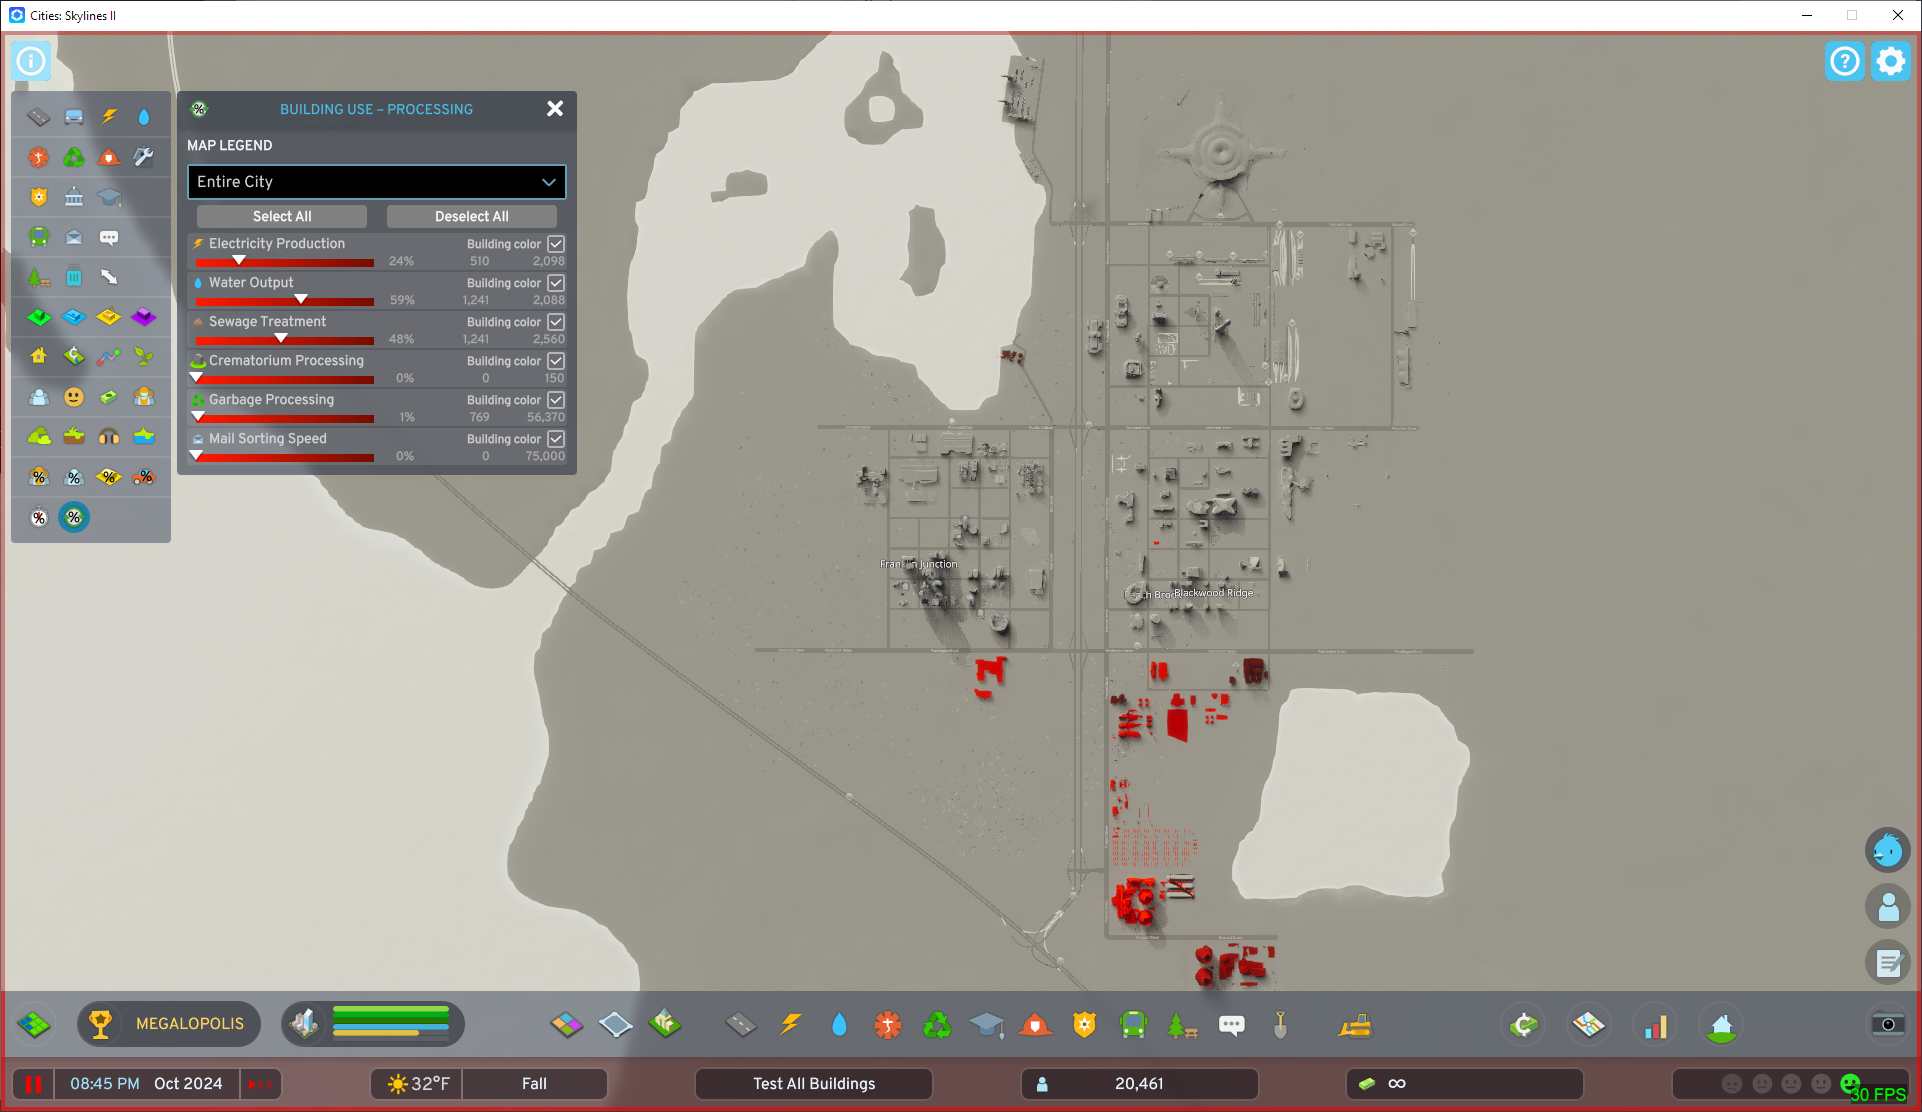 Cities: Skylines II
BUILDING USE – PROCESSING
MAP LEGEND
Entire City
Select All
Deselect All
Electricity Production
Building color
24%
510
2,098
Water Output
Building color
59%
1,241
2,088
Sewage Treatment
Building color
48%
1,241
2,560
Crematorium Processing
Building color
0%
0
150
Garbage Processing
Building color
1%
769
56,370
Mail Sorting Speed
Building color
0%
0
75,000
Franklin Junction
Blackwood Ridge
MEGALOPOLIS
08:45 PM
Oct 2024
32°F
Fall
Test All Buildings
20,461
∞
30 FPS